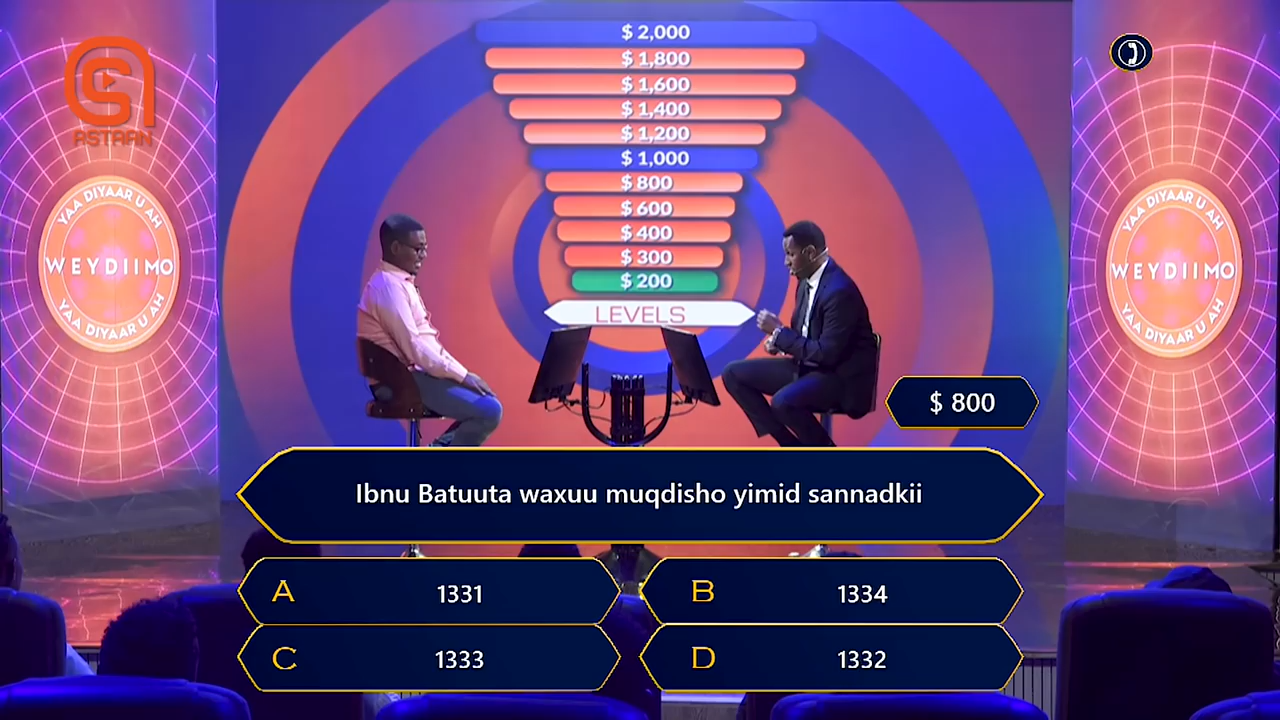 $ 2,000
$ 1,800
$ 1,600
$ 1,400
$ 1,200
$ 1,000
$ 800
$ 600
$ 400
$ 300
$ 200
LEVELS
ASTAAN
YAA DIYAAR U AH
WEYDIIMO
YAA DIYAAR U AH
YAA DIYAAR U AH
WEYDIIMO
YAA DIYAAR U AH
$ 800
Ibnu Batuuta waxuu muqdisho yimid sannadkii
A 1331
B 1334
C 1333
D 1332